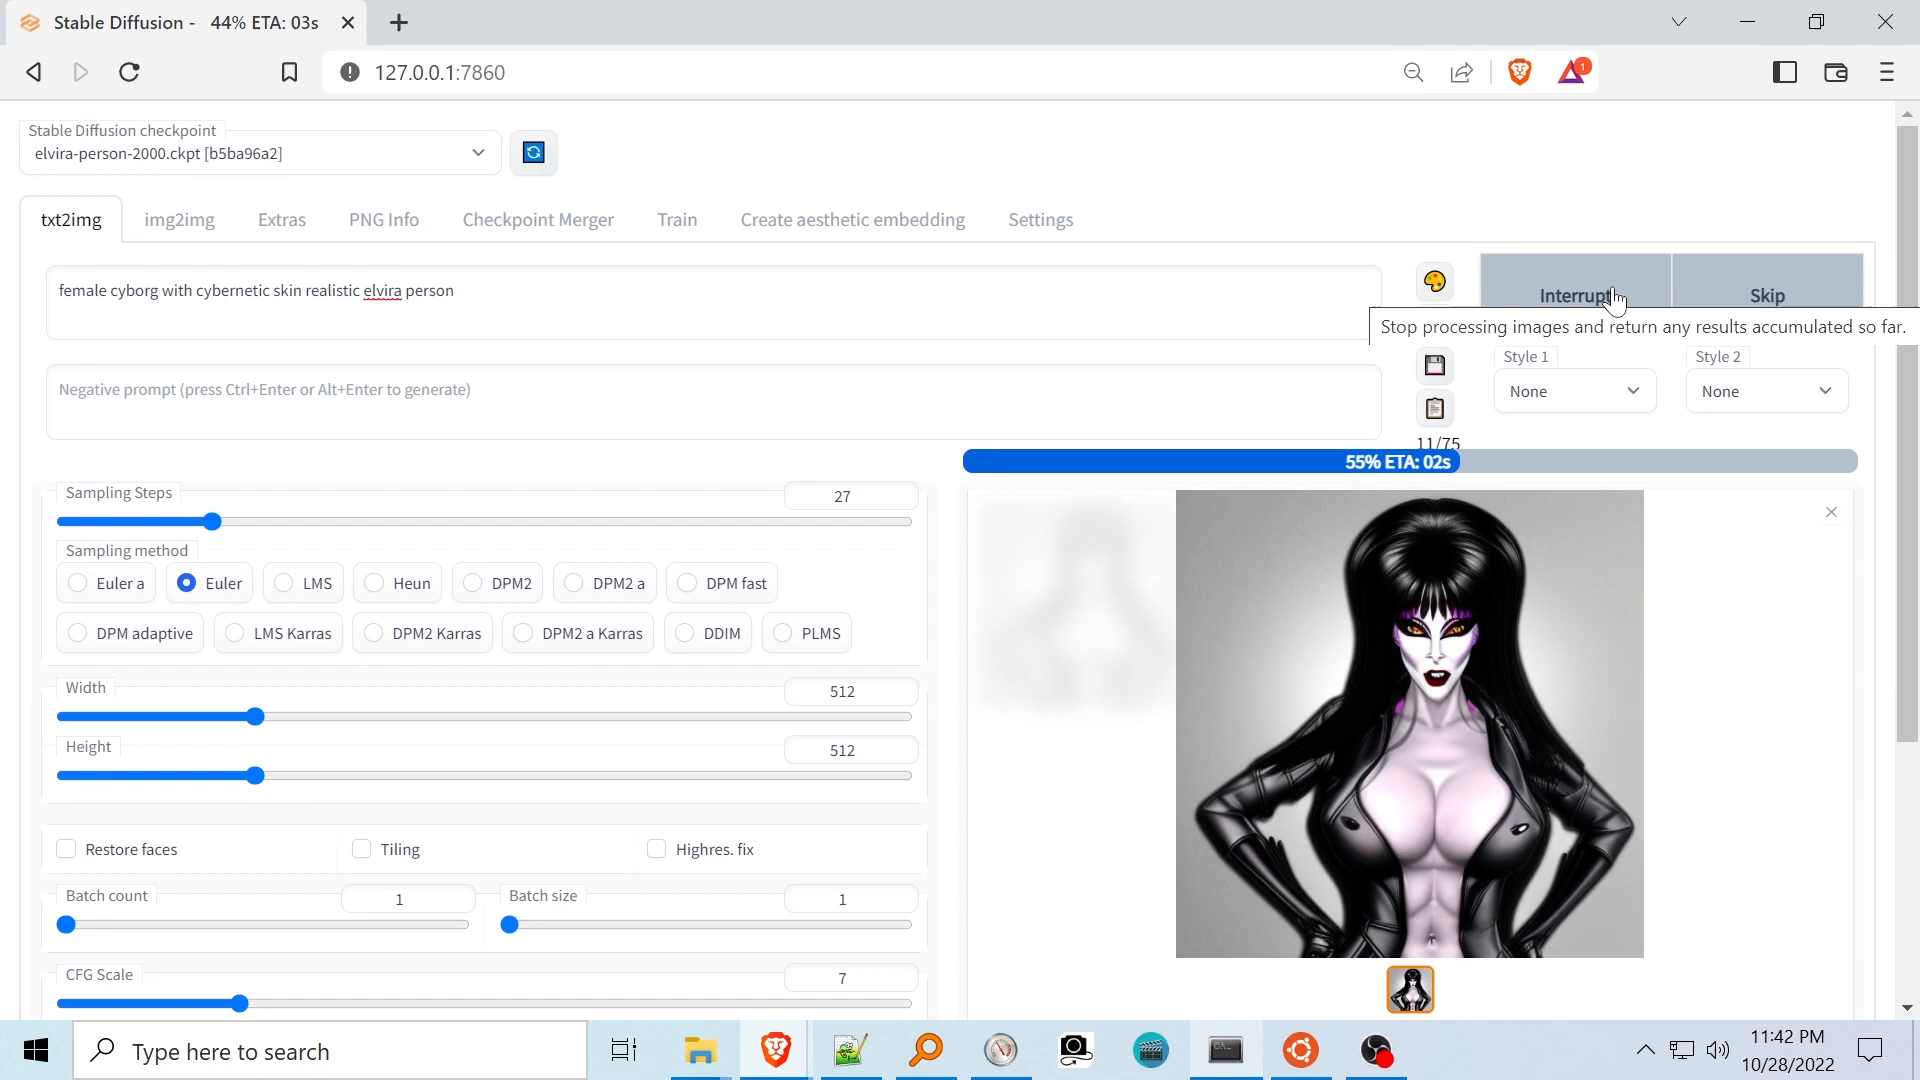 Stable Diffusion - 44% ETA: 03s
127.0.0.1:7860
1
Stable Diffusion checkpoint
elvira-person-2000.ckpt [b5ba96a2]
txt2img img2img Extras PNG Info Checkpoint Merger Train Create aesthetic embedding Settings
female cyborg with cybernetic skin realistic elvira person
Interrupt Skip
Stop processing images and return any results accumulated so far.
Style 1 Style 2
None None
Negative prompt (press Ctrl+Enter or Alt+Enter to generate)
11/75
55% ETA: 02s
Sampling Steps 27
Sampling method
Euler a Euler LMS Heun DPM2 DPM2 a DPM fast
DPM adaptive LMS Karras DPM2 Karras DPM2 a Karras DDIM PLMS
Width 512
Height 512
Restore faces Tiling Highres. fix
Batch count 1 Batch size 1
CFG Scale 7
Type here to search
11:42 PM
10/28/2022